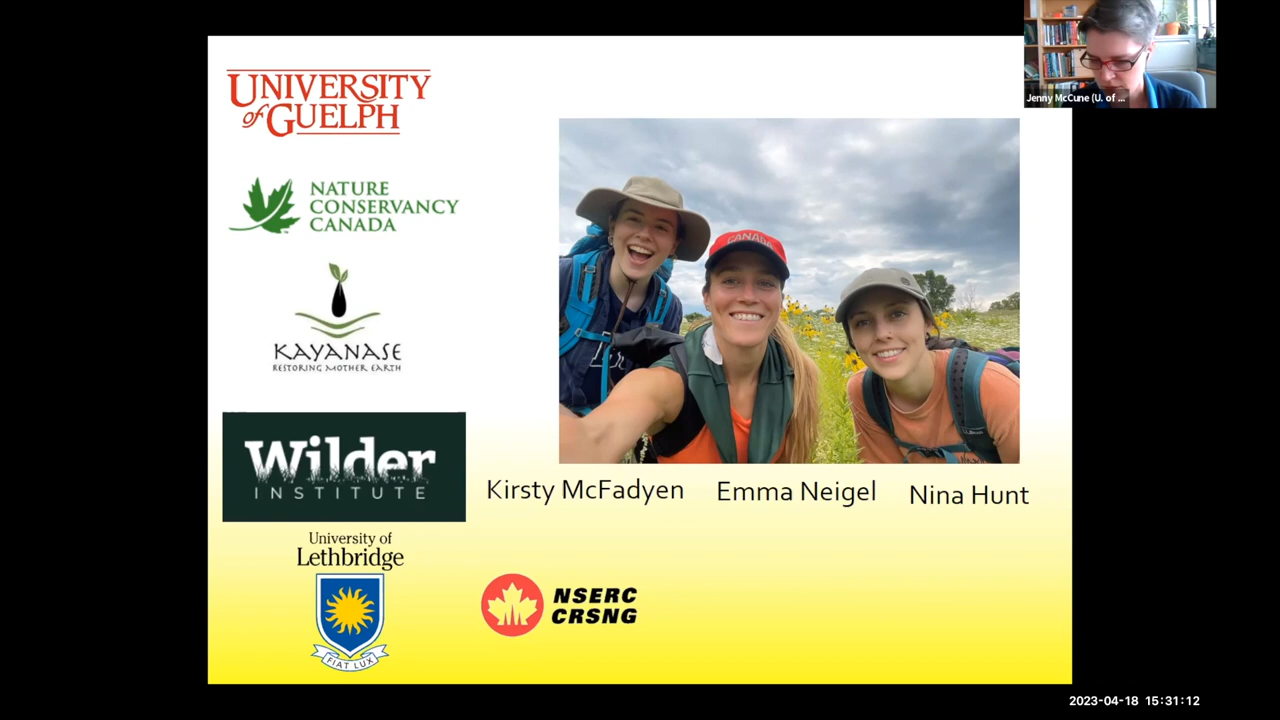 UNIVERSITY
of GUELPH
NATURE
CONSERVANCY
CANADA
KAYANASE
RESTORING MOTHER EARTH
Wilder
INSTITUTE
University of
Lethbridge
FIAT LUX
NSERC
CRSNG
CANADA
Kirsty McFadyen
Emma Neigel
Nina Hunt
Jenny McCune (U. of ...
2023-04-18 15:31:12